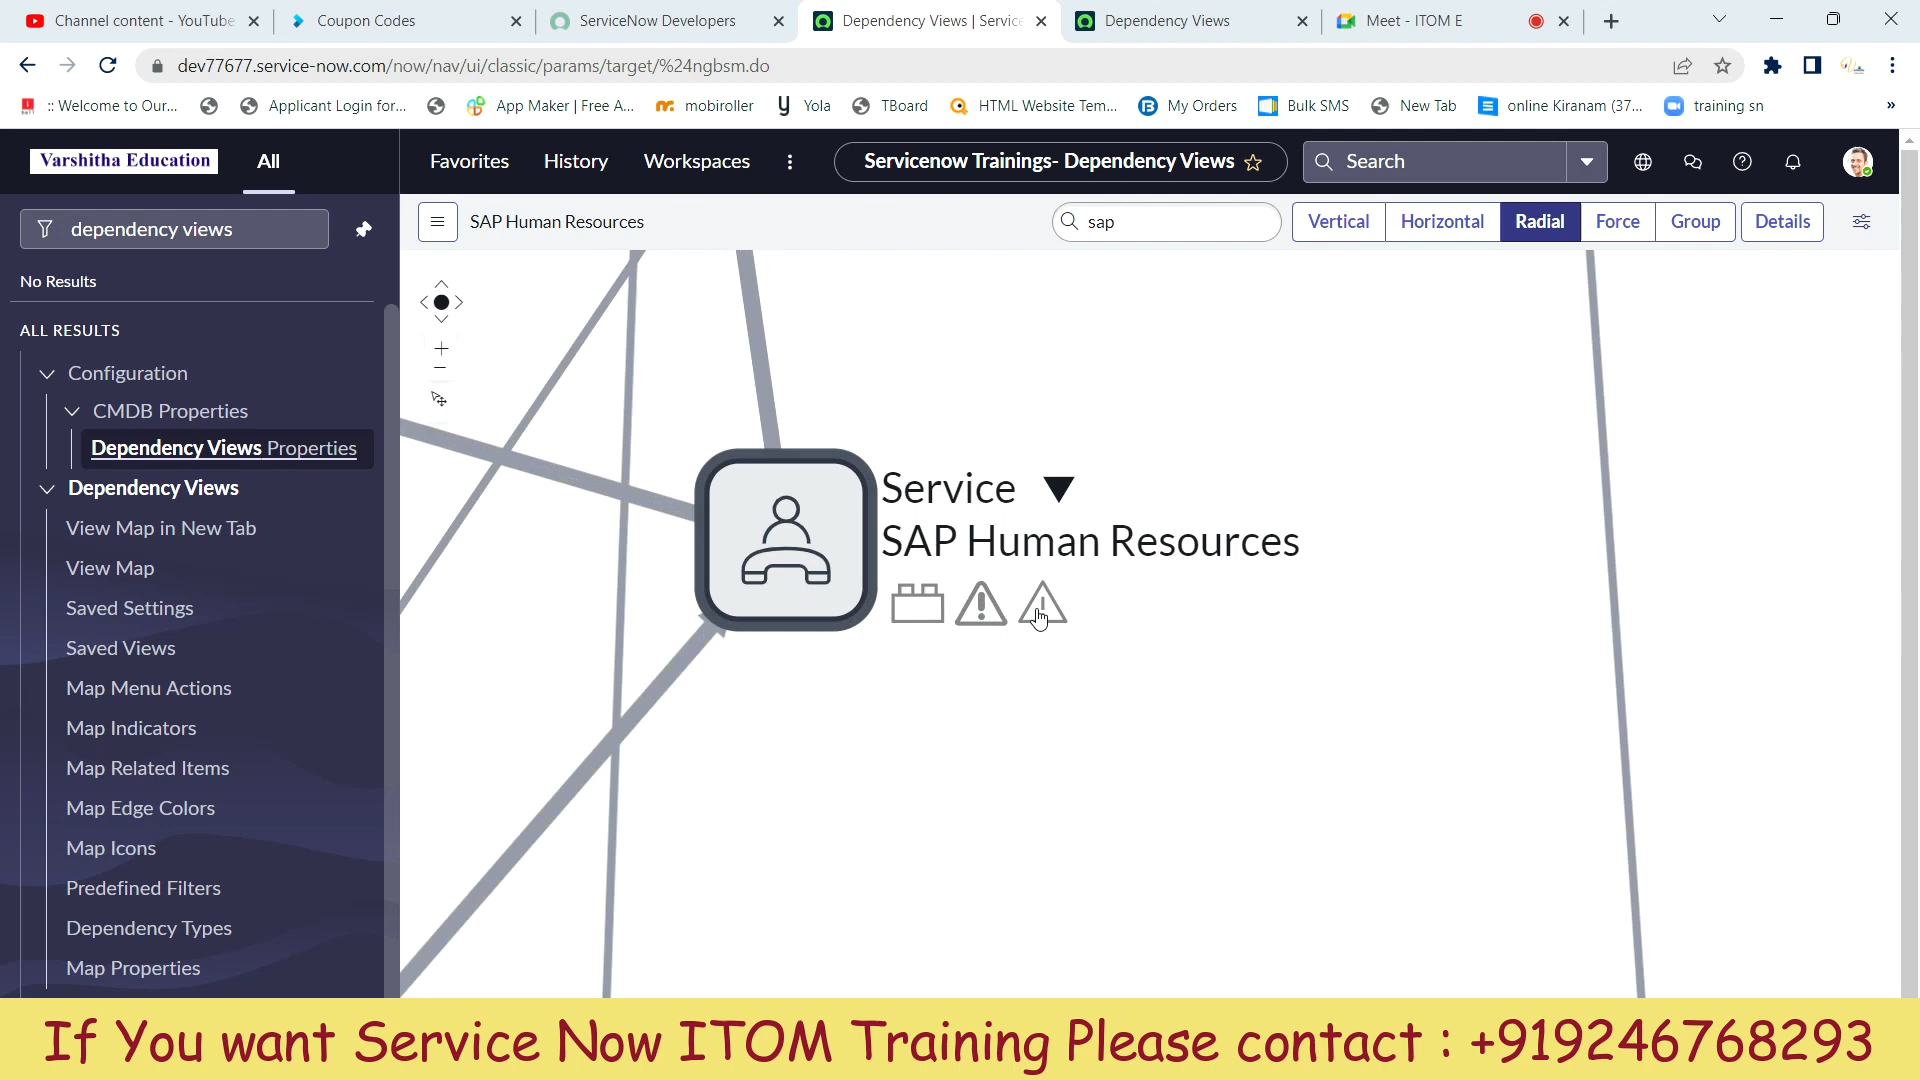 Channel content - YouTube
Coupon Codes
ServiceNow Developers
Dependency Views | Service
Dependency Views
Meet - ITOM E
dev77677.service-now.com/now/nav/ui/classic/params/target/%24ngbsm.do
:: Welcome to Our...
Applicant Login for...
App Maker | Free A...
mobiroller
Yola
TBoard
HTML Website Tem...
My Orders
Bulk SMS
New Tab
online Kiranam (37...
training sn
»
Varshitha Education
All
Favorites
History
Workspaces
Servicenow Trainings- Dependency Views
Search
dependency views
SAP Human Resources
sap
Vertical
Horizontal
Radial
Force
Group
Details
No Results
ALL RESULTS
Configuration
CMDB Properties
Dependency Views Properties
Dependency Views
View Map in New Tab
View Map
Saved Settings
Saved Views
Map Menu Actions
Map Indicators
Map Related Items
Map Edge Colors
Map Icons
Predefined Filters
Dependency Types
Map Properties
Service
SAP Human Resources
If You want Service Now ITOM Training Please contact : +919246768293